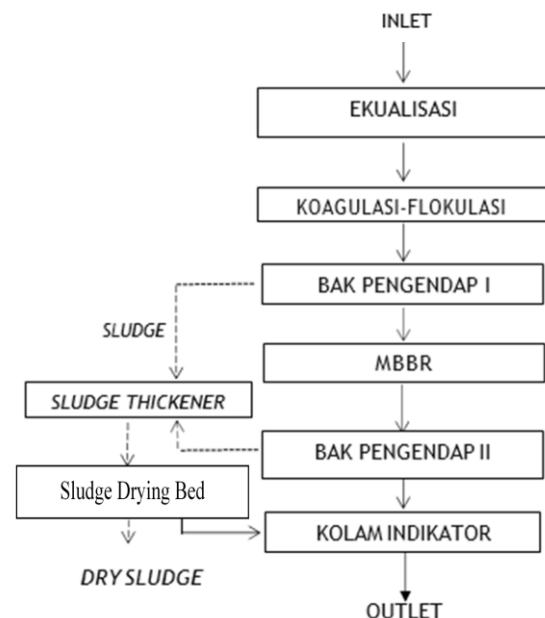 INLET
EKUALISASI
KOAGULASI-FLOKULASI
BAK PENGENDAP I
SLUDGE
MBBR
SLUDGE THICKENER
BAK PENGENDAP II
Sludge Drying Bed
KOLAM INDIKATOR
DRY SLUDGE
OUTLET